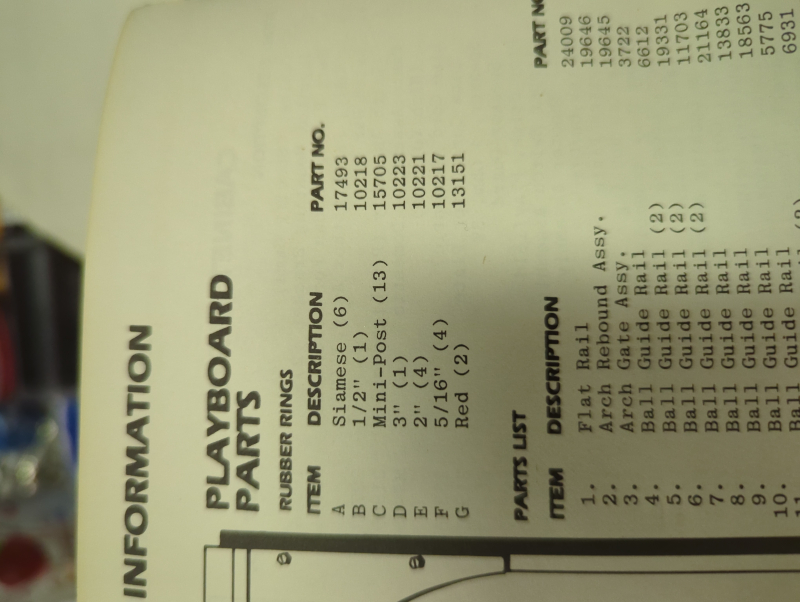 INFORMATION
PLAYBOARD
PARTS
RUBBER RINGS
ITEM DESCRIPTION PART NO.
A Siamese (6) 17493
B 1/2" (1) 10218
C Mini-Post (13) 15705
D 3" (1) 10223
E 2" (4) 10221
F 5/16" (4) 10217
G Red (2) 13151
PARTS LIST
ITEM DESCRIPTION PART NO
1. Flat Rail 24009
2. Arch Rebound Assy. 19646
3. Arch Gate Assy. 19645
4. Ball Guide Rail 3722
5. Ball Guide Rail (2) 6612
6. Ball Guide Rail (2) 19331
7. Ball Guide Rail (2) 11703
8. Ball Guide Rail 21164
9. Ball Guide Rail 13833
10. Ball Guide Rail 18563
11. Ball 5775
6931